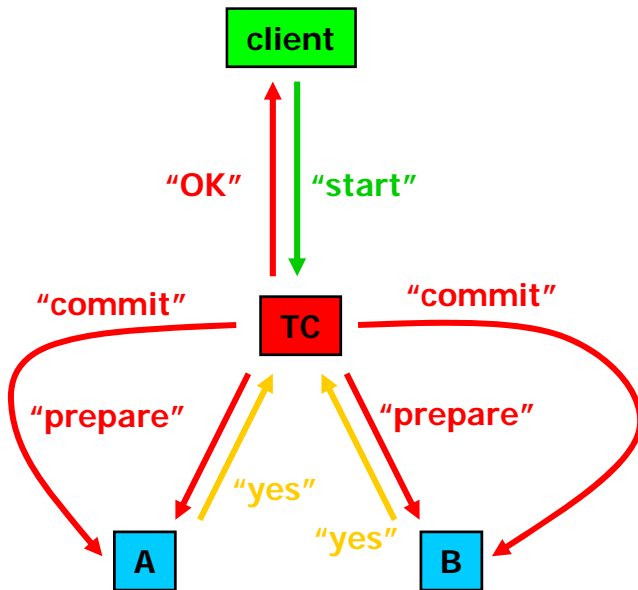 client
“OK”
“start”
“commit”
“commit”
TC
“prepare”
“prepare”
“yes”
“yes”
A
B